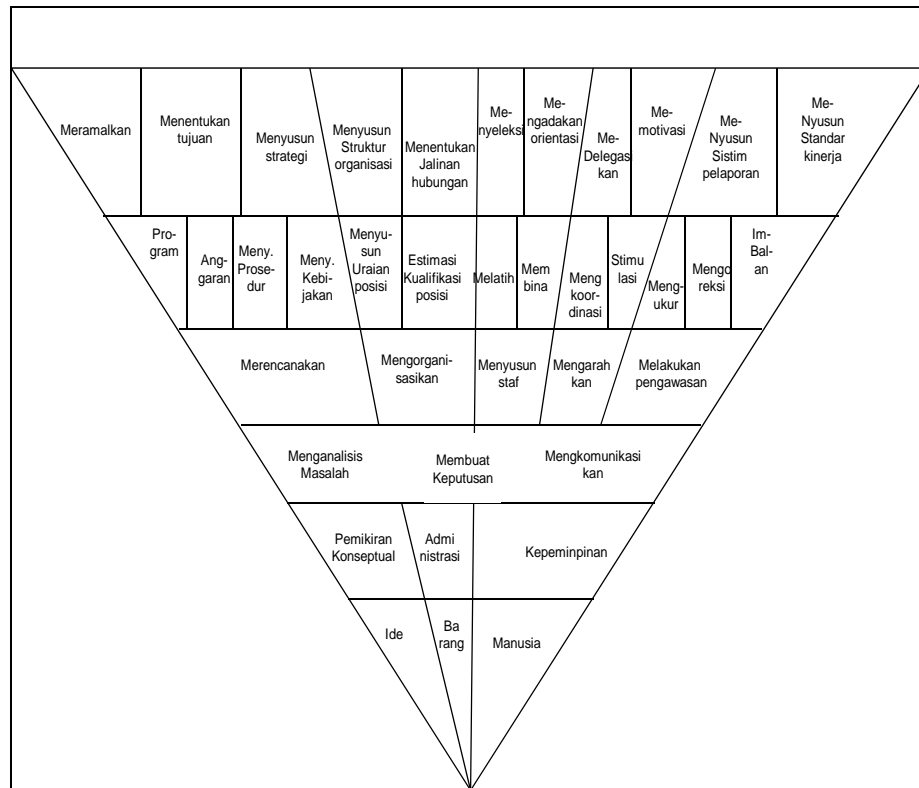 Meramalkan
Menentukan
tujuan
Menyusun
strategi
Menyusun
Struktur
organisasi
Menentukan
Jalinan
hubungan
Me-
nyeleksi
Me-
ngadakan
orientasi
Me-
Delegasi
kan
Me-
motivasi
Me-
Nyusun
Sistim
pelaporan
Me-
Nyusun
Standar
kinerja
Pro-
gram
Ang-
garan
Meny.
Prose-
dur
Meny.
Kebi-
jakan
Menyu-
sun
Uraian
posisi
Estimasi
Kualifikasi
posisi
Melatih
Mem
bina
Meng
koor-
dinasi
Stimu
lasi
Meng-
ukur
Mengo
reksi
Im-
Bal-
an
Merencanakan
Mengorgani-
sasikan
Menyusun
staf
Mengarah
kan
Melakukan
pengawasan
Menganalisis
Masalah
Membuat
Keputusan
Mengkomunikasi
kan
Pemikiran
Konseptual
Admi
nistrasi
Kepeminpinan
Ide
Ba
rang
Manusia